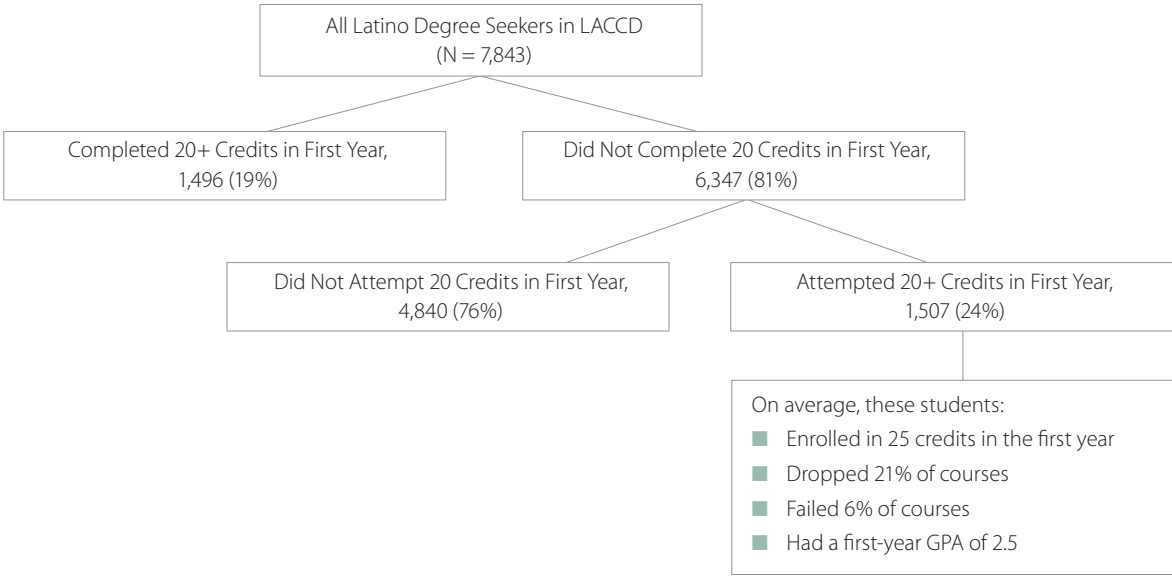 All Latino Degree Seekers in LACCD
(N = 7,843)
Completed 20+ Credits in First Year,
1,496 (19%)
Did Not Complete 20 Credits in First Year,
6,347 (81%)
Did Not Attempt 20 Credits in First Year,
4,840 (76%)
Attempted 20+ Credits in First Year,
1,507 (24%)
On average, these students:
Enrolled in 25 credits in the first year
Dropped 21% of courses
Failed 6% of courses
Had a first-year GPA of 2.5